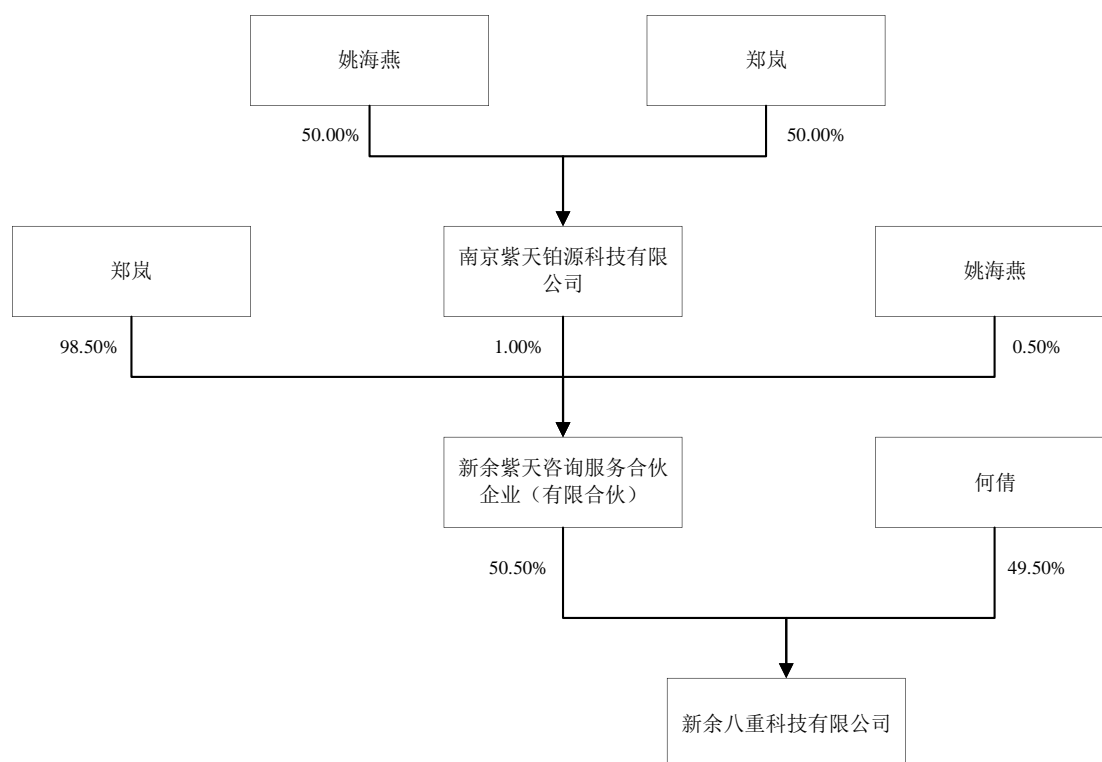 姚海燕
郑岚
50.00%
50.00%
郑岚
南京紫天铂源科技有限
公司
姚海燕
98.50%
1.00%
0.50%
新余紫天咨询服务合伙
企业（有限合伙）
何倩
50.50%
49.50%
新余八重科技有限公司